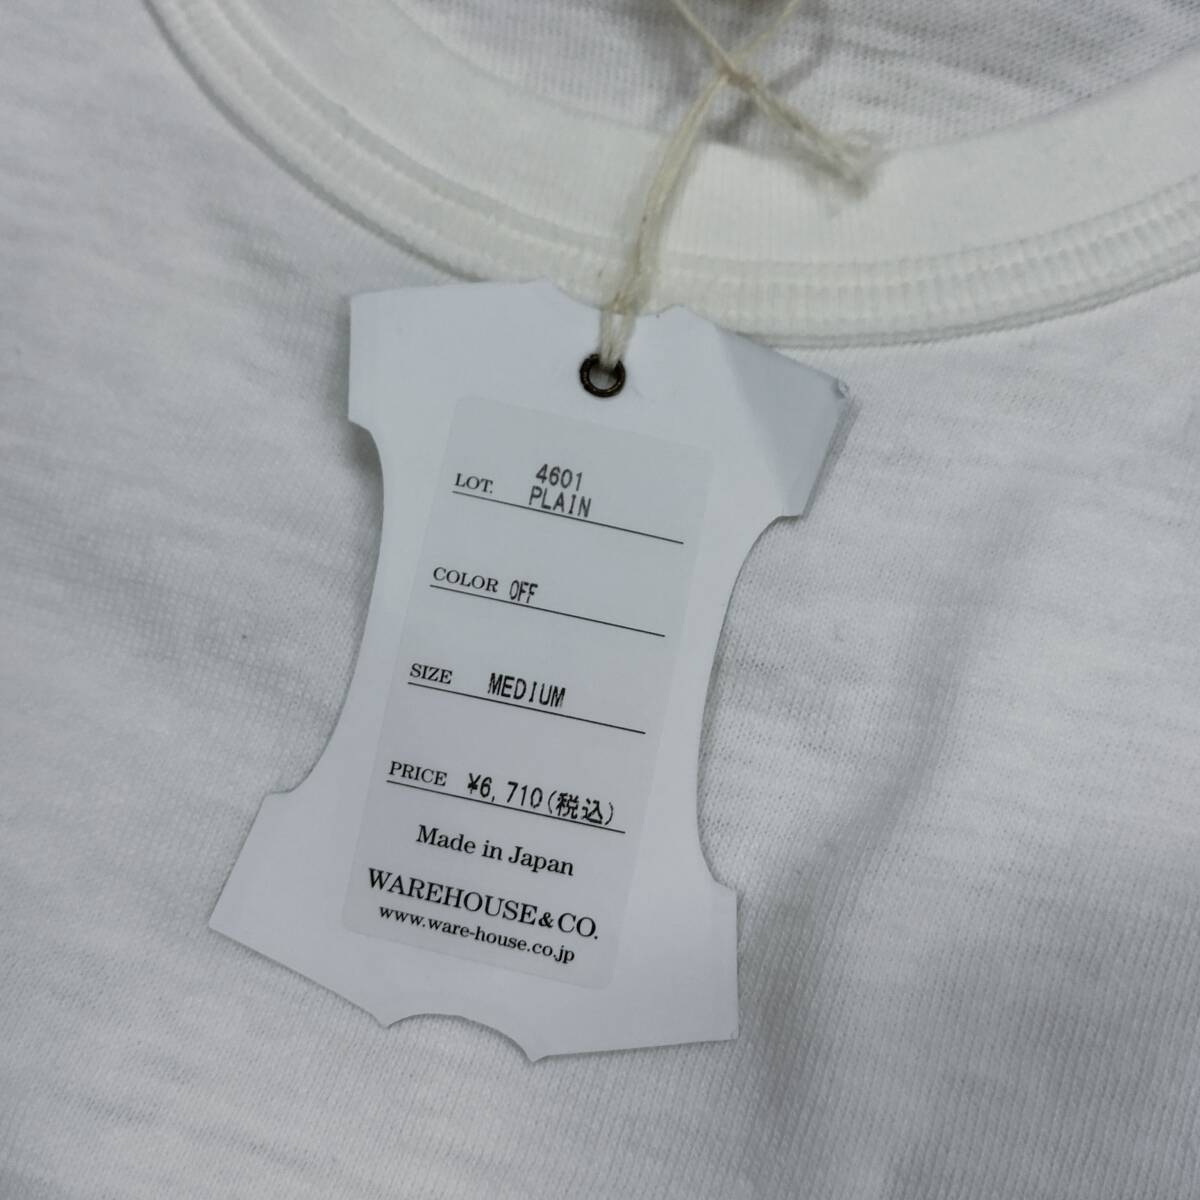 4601
LOT. PLAIN
COLOR OFF
SIZE MEDIUM
PRICE ¥6,710(税込)
Made in Japan
WAREHOUSE&CO.
www.ware-house.co.jp